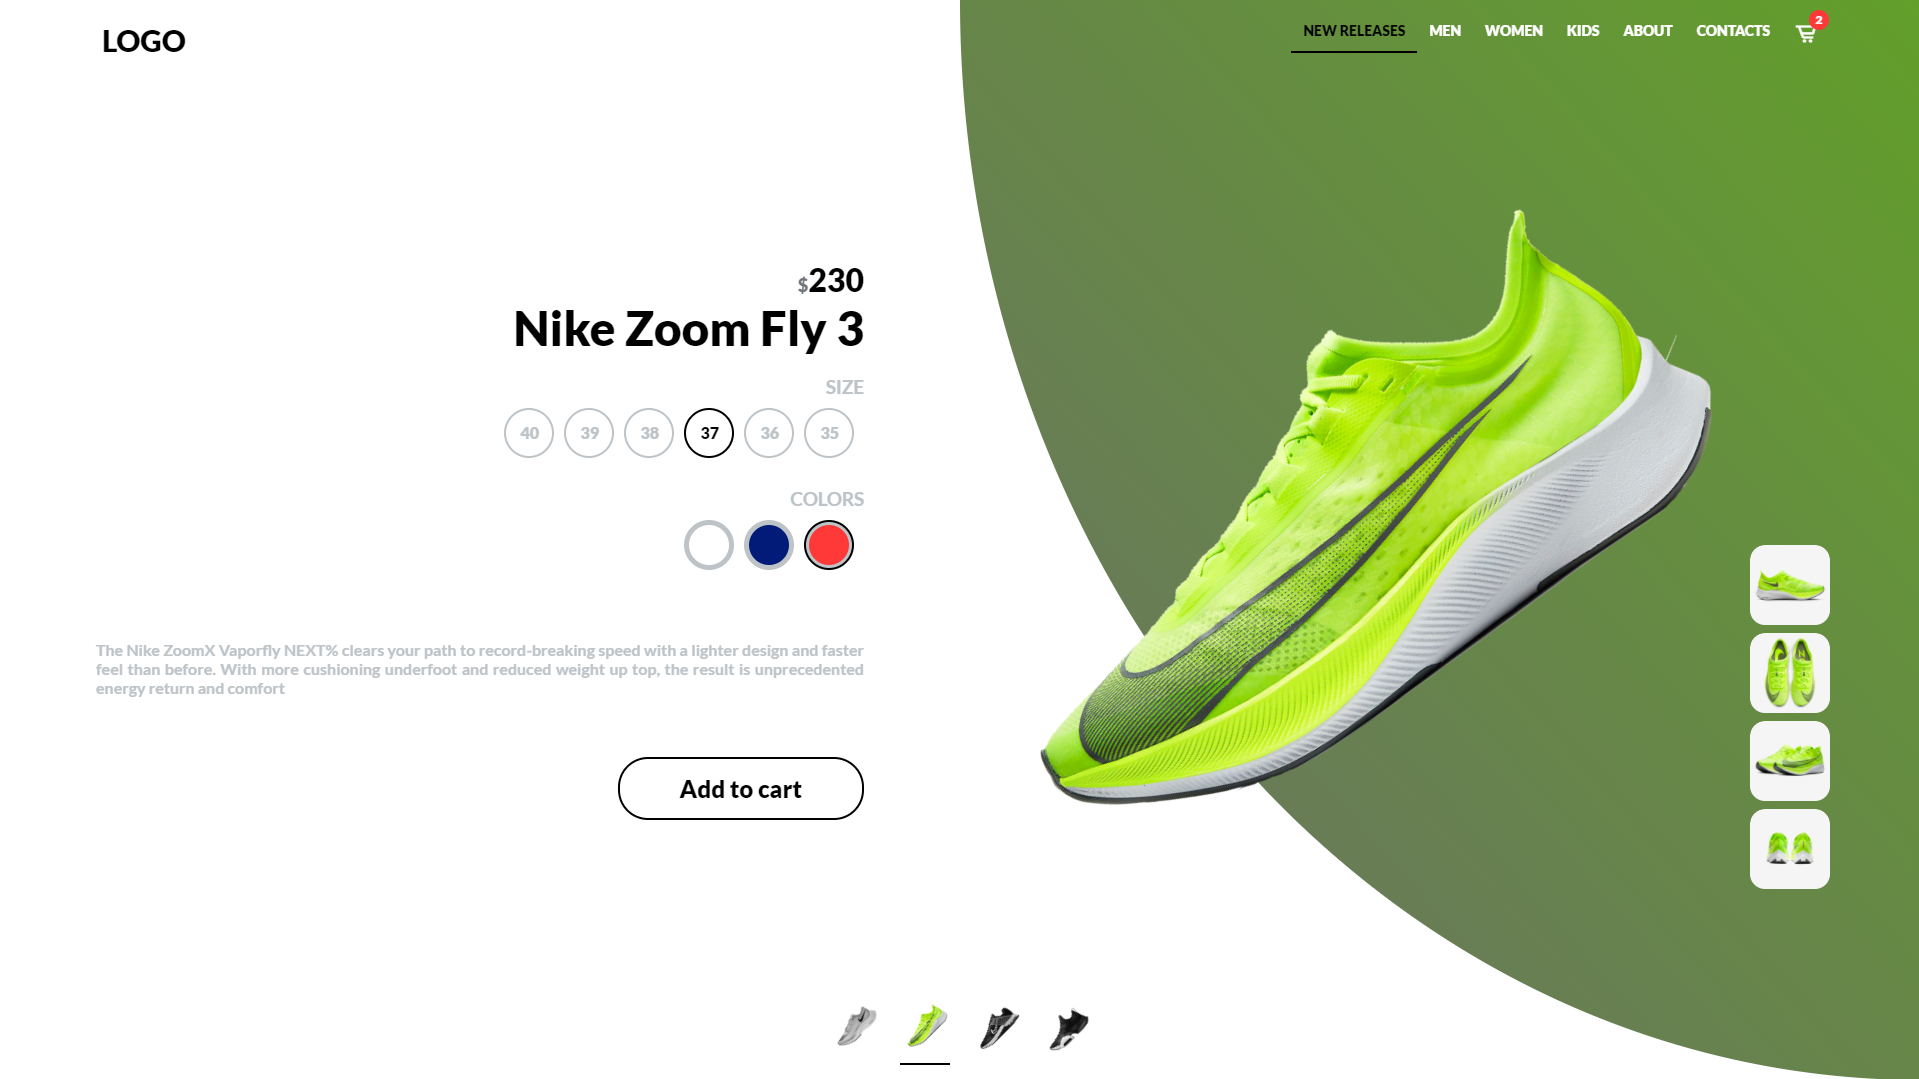 LOGO
NEW RELEASES MEN WOMEN KIDS ABOUT CONTACTS 2
$230
Nike Zoom Fly 3
SIZE
40 39 38 37 36 35
COLORS
The Nike ZoomX Vaporfly NEXT% clears your path to record-breaking speed with a lighter design and faster
feel than before. With more cushioning underfoot and reduced weight up top, the result is unprecedented
energy return and comfort
Add to cart